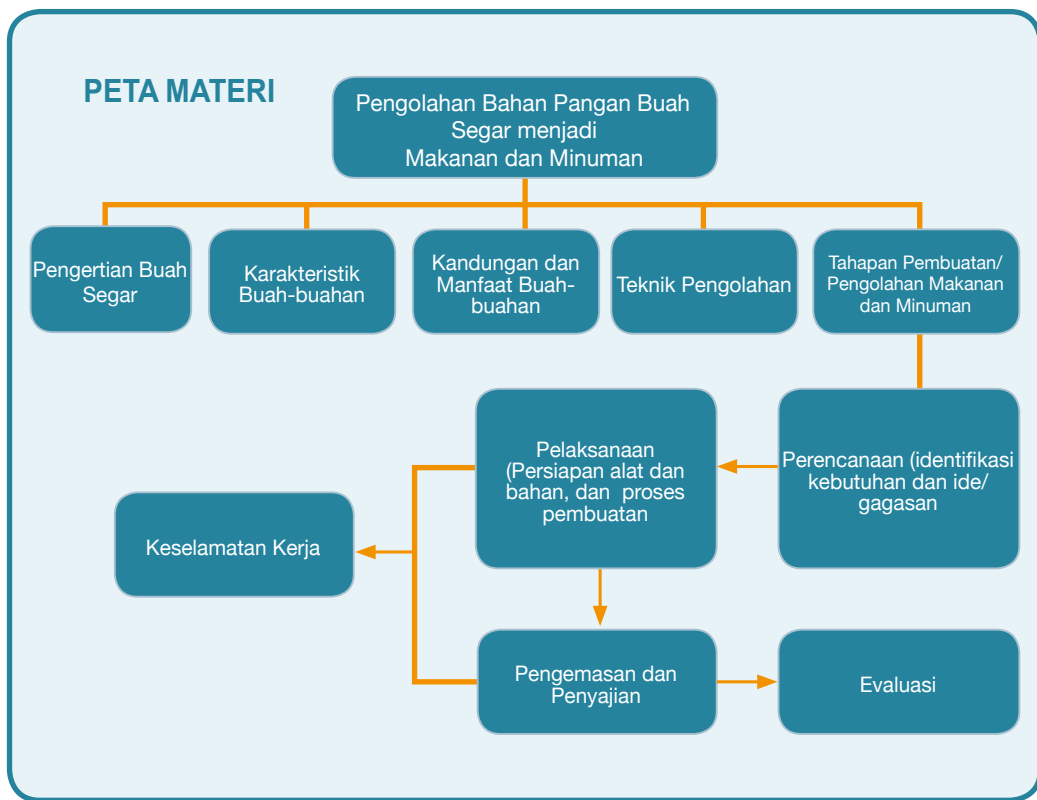 PETA MATERI
Pengolahan Bahan Pangan Buah
Segar menjadi
Makanan dan Minuman
Pengertian Buah
Segar
Karakteristik
Buah-buahan
Kandungan dan
Manfaat Buah-
buahan
Teknik Pengolahan
Tahapan Pembuatan/
Pengolahan Makanan
dan Minuman
Pelaksanaan
(Persiapan alat dan
bahan, dan proses
pembuatan
Perencanaan (identifikasi
kebutuhan dan ide/
gagasan
Keselamatan Kerja
Pengemasan dan
Penyajian
Evaluasi